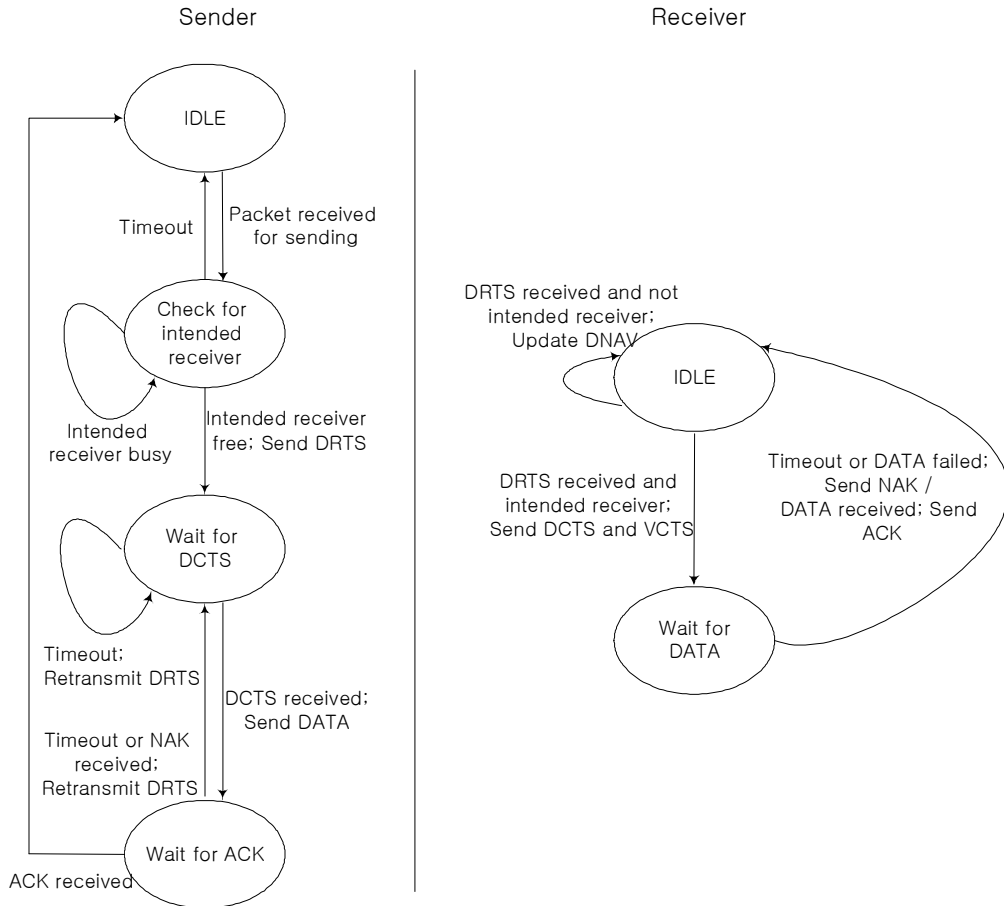 Sender
Receiver
IDLE
Timeout
Packet received
for sending
Check for
intended
receiver
Intended
receiver busy
Intended receiver
free; Send DRTS
Wait for
DCTS
Timeout;
Retransmit DRTS
DCTS received;
Send DATA
Timeout or NAK
received;
Retransmit DRTS
Wait for ACK
ACK received
DRTS received and not
intended receiver;
Update DNAV
IDLE
DRTS received and
intended receiver;
Send DCTS and VCTS
Timeout or DATA failed;
Send NAK /
DATA received; Send
ACK
Wait for
DATA